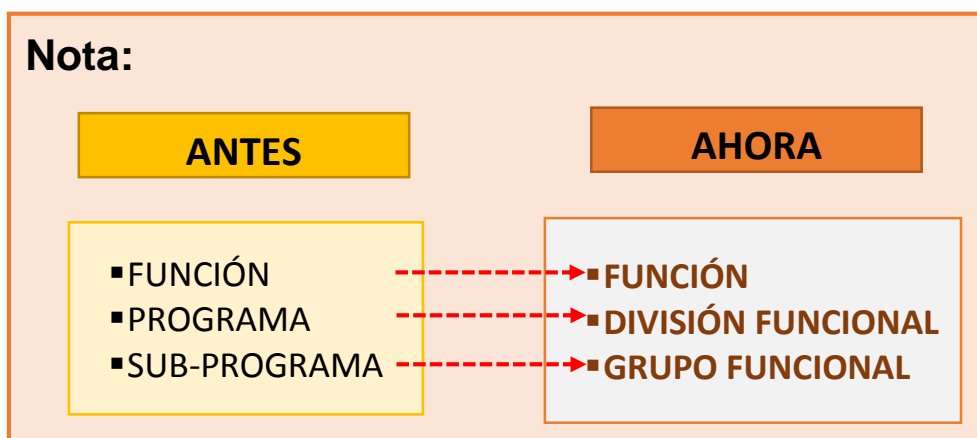 Nota:
ANTES
AHORA
▪FUNCIÓN
▪PROGRAMA
▪SUB-PROGRAMA
▪FUNCIÓN
▪DIVISIÓN FUNCIONAL
▪GRUPO FUNCIONAL